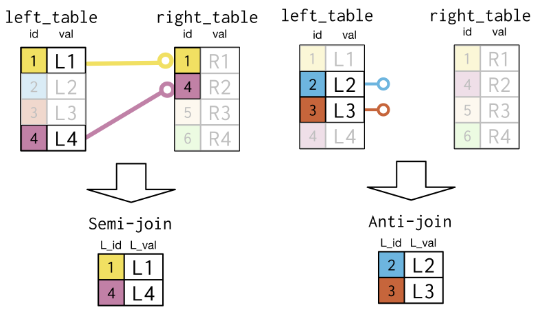 left_table right_table
id val id val
1 L1 1 R1
2 L2 4 R2
3 L3 5 R3
4 L4 6 R4
Semi-join
L_id L_val
1 L1
4 L4
left_table right_table
id val id val
1 L1 1 R1
2 L2 4 R2
3 L3 5 R3
4 L4 6 R4
Anti-join
L_id L_val
2 L2
3 L3